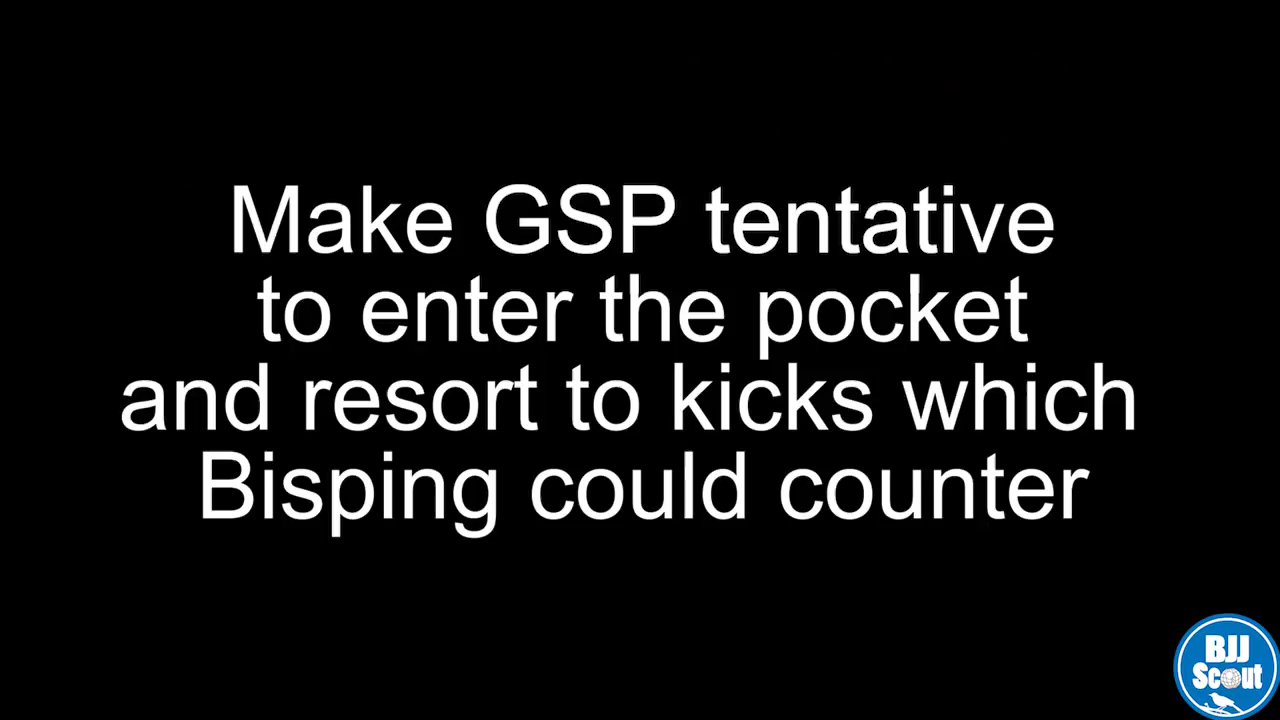 Make GSP tentative
to enter the pocket
and resort to kicks which
Bisping could counter
BJJ
Scout